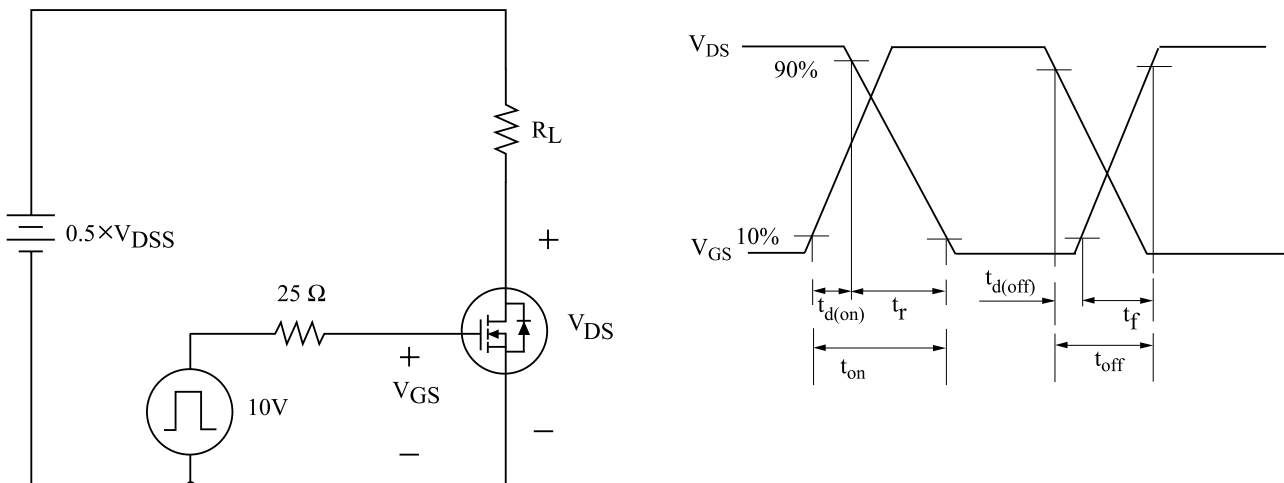 R_L
0.5×V_DSS
25 Ω
V_DS
V_GS
10V
V_DS
90%
10%
V_GS
t_d(on)
t_r
t_d(off)
t_f
t_on
t_off